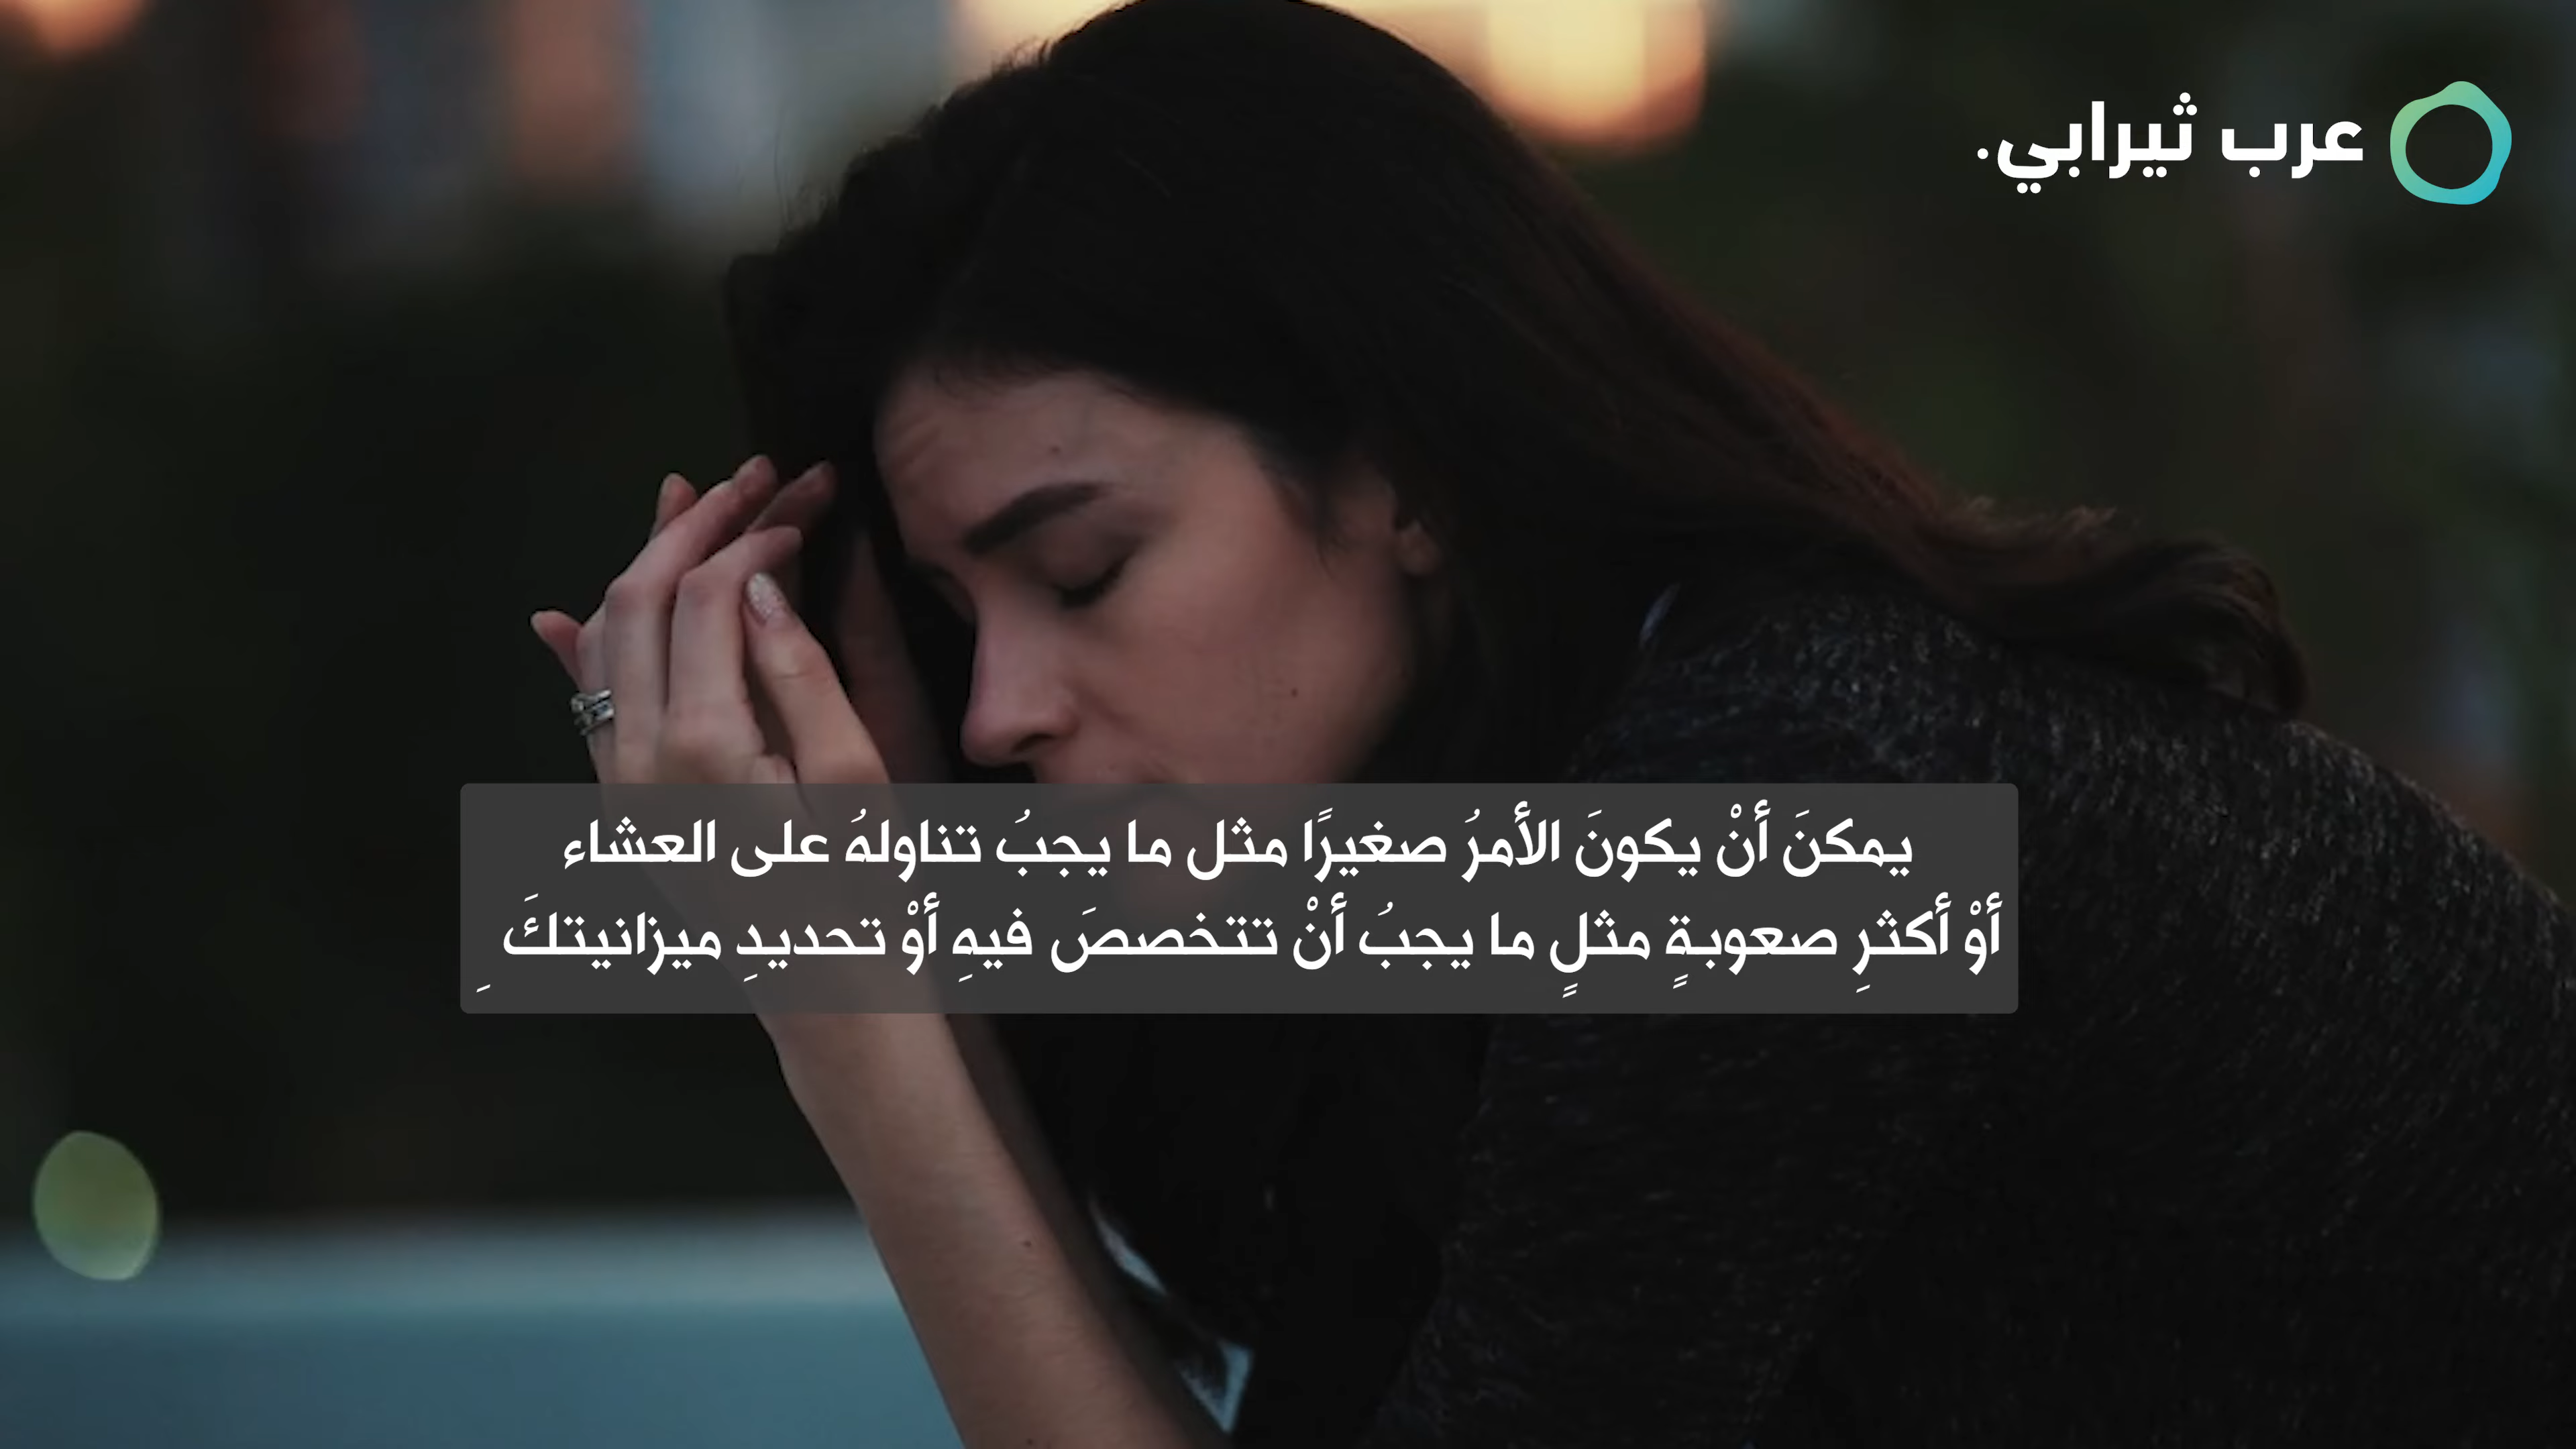 عرب ثيرابي.
يمكنَ أنْ يكونَ الأمرُ صغيرًا مثل ما يجبُ تناولهُ على العشاء
أوْ أكثرِ صعوبةٍ مثلٍ ما يجبُ أنْ تتخصصَ فيهِ أوْ تحديدِ ميزانيتكَ ِ